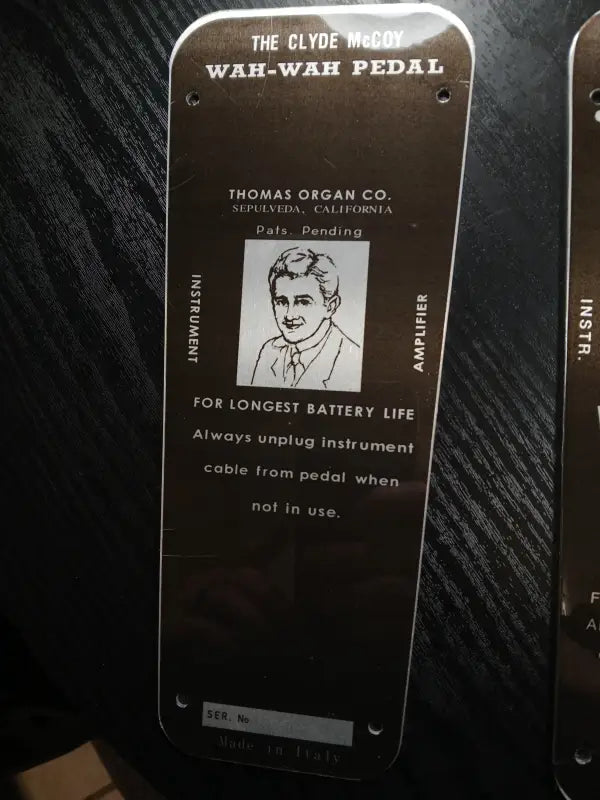 THE CLYDE McCOY
WAH-WAH PEDAL
THOMAS ORGAN CO.
SEPULVEDA, CALIFORNIA
Pats. Pending
INSTRUMENT
AMPLIFIER
FOR LONGEST BATTERY LIFE
Always unplug instrument
cable from pedal when
not in use.
SER. No
Made in Italy
INSTR.